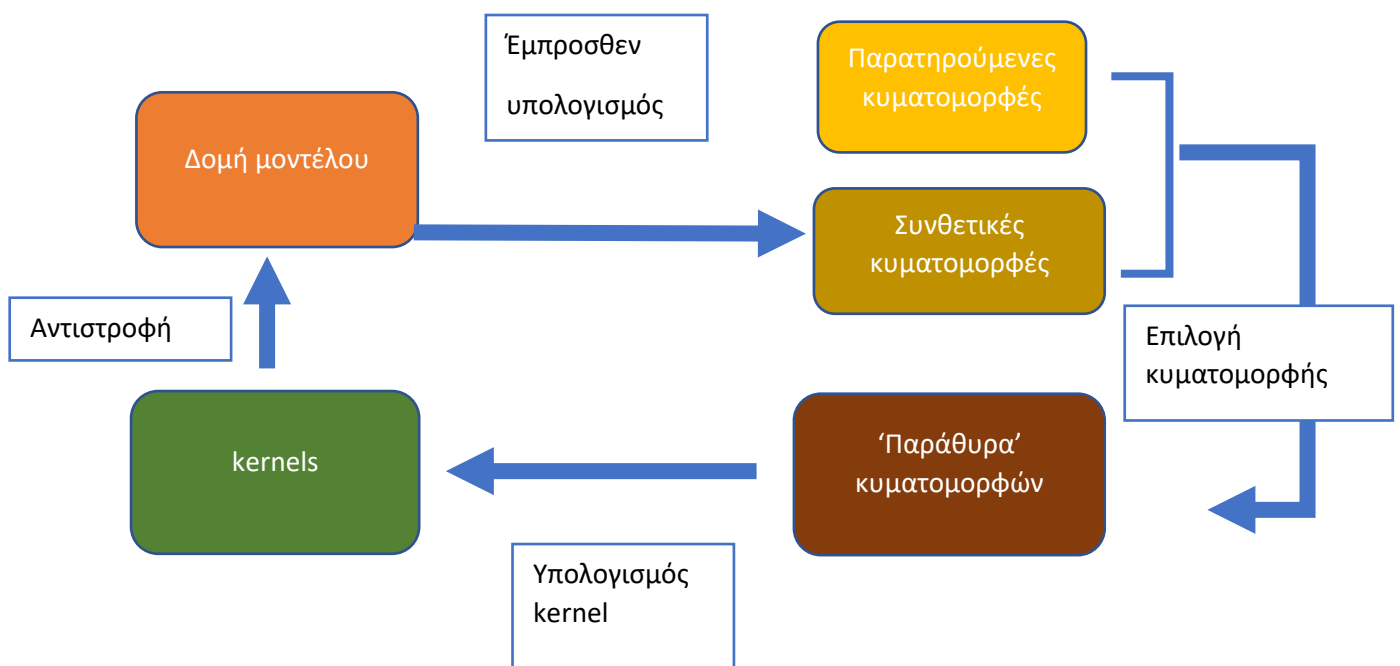 Έμπροσθεν
υπολογισμός
Παρατηρούμενες
κυματομορφές
Δομή μοντέλου
Συνθετικές
κυματομορφές
Αντιστροφή
Επιλογή
κυματομορφής
kernels
‘Παράθυρα’
κυματομορφών
Υπολογισμός
kernel